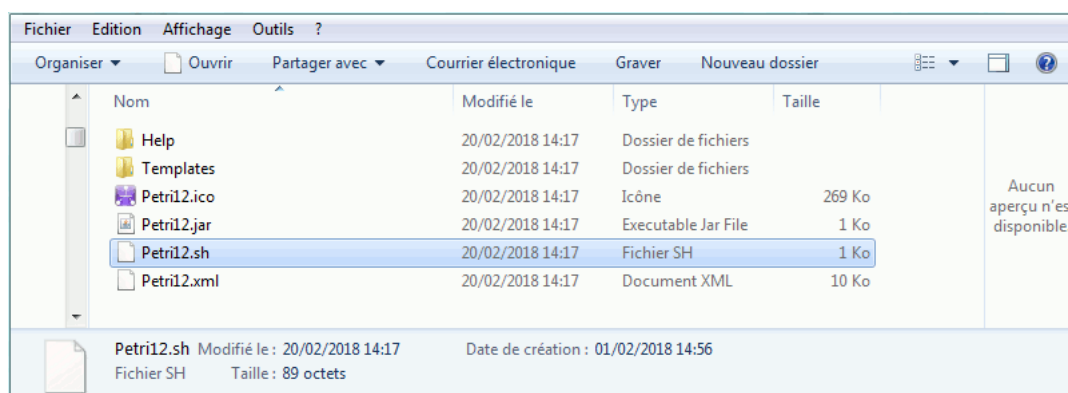 Fichier Edition Affichage Outils ?
Organiser Ouvrir Partager avec Courrier électronique Graver Nouveau dossier
Nom Modifié le Type Taille
Help 20/02/2018 14:17 Dossier de fichiers
Templates 20/02/2018 14:17 Dossier de fichiers
Petri12.ico 20/02/2018 14:17 Icône 269 Ko
Petri12.jar 20/02/2018 14:17 Executable Jar File 1 Ko
Petri12.sh 20/02/2018 14:17 Fichier SH 1 Ko
Petri12.xml 20/02/2018 14:17 Document XML 10 Ko
Aucun
aperçu n'es
disponible
Petri12.sh Modifié le : 20/02/2018 14:17 Date de création : 01/02/2018 14:56
Fichier SH Taille : 89 octets